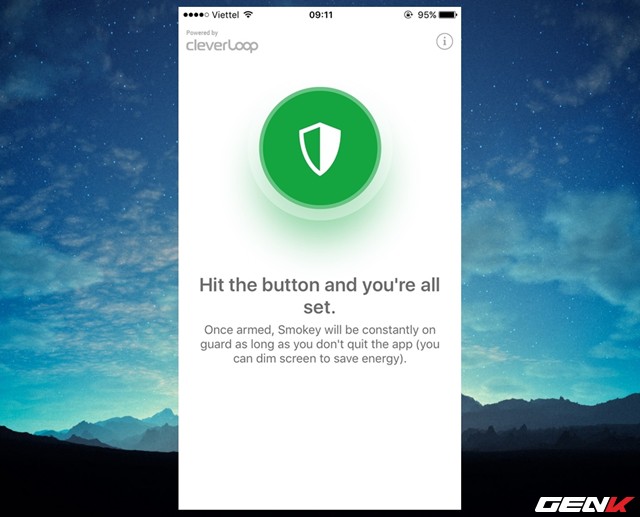 Viettel 09:11 95%
Powered by
cleverloop
i
Hit the button and you're all
set.
Once armed, Smokey will be constantly on
guard as long as you don't quit the app (you
can dim screen to save energy).
GENK